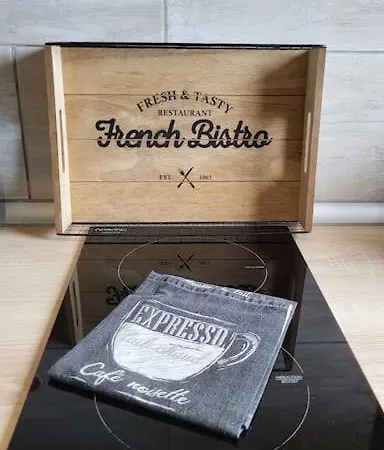 FRESH & TASTY
RESTAURANT
French Bistro
EST. 1965
EXPRESSO
Café noisette